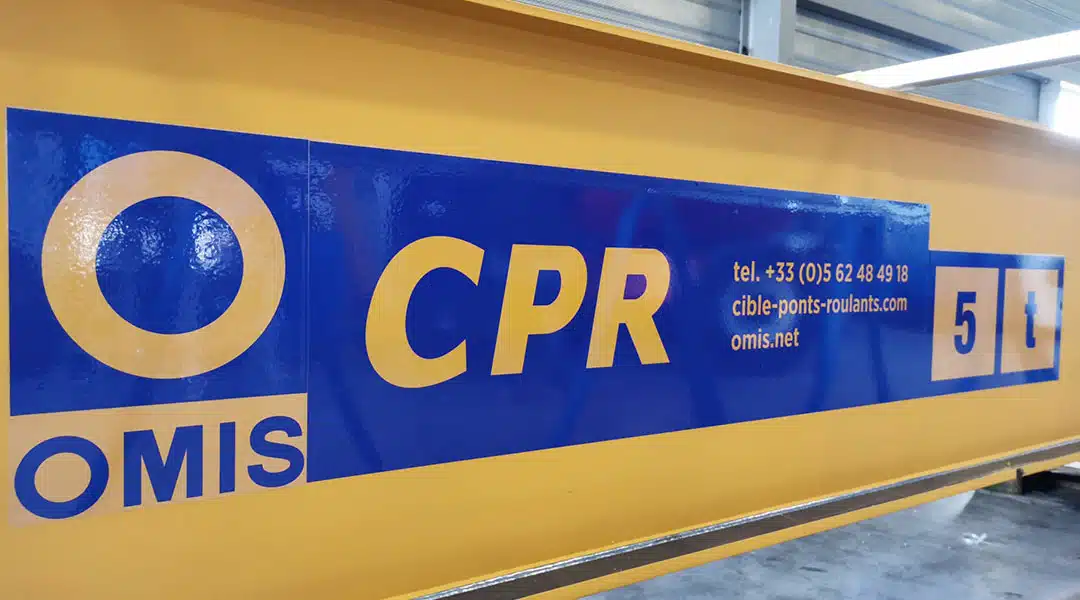 OMIS
CPR
tel. +33 (0)5 62 48 49 18
cible-ponts-roulants.com
omis.net
5 t